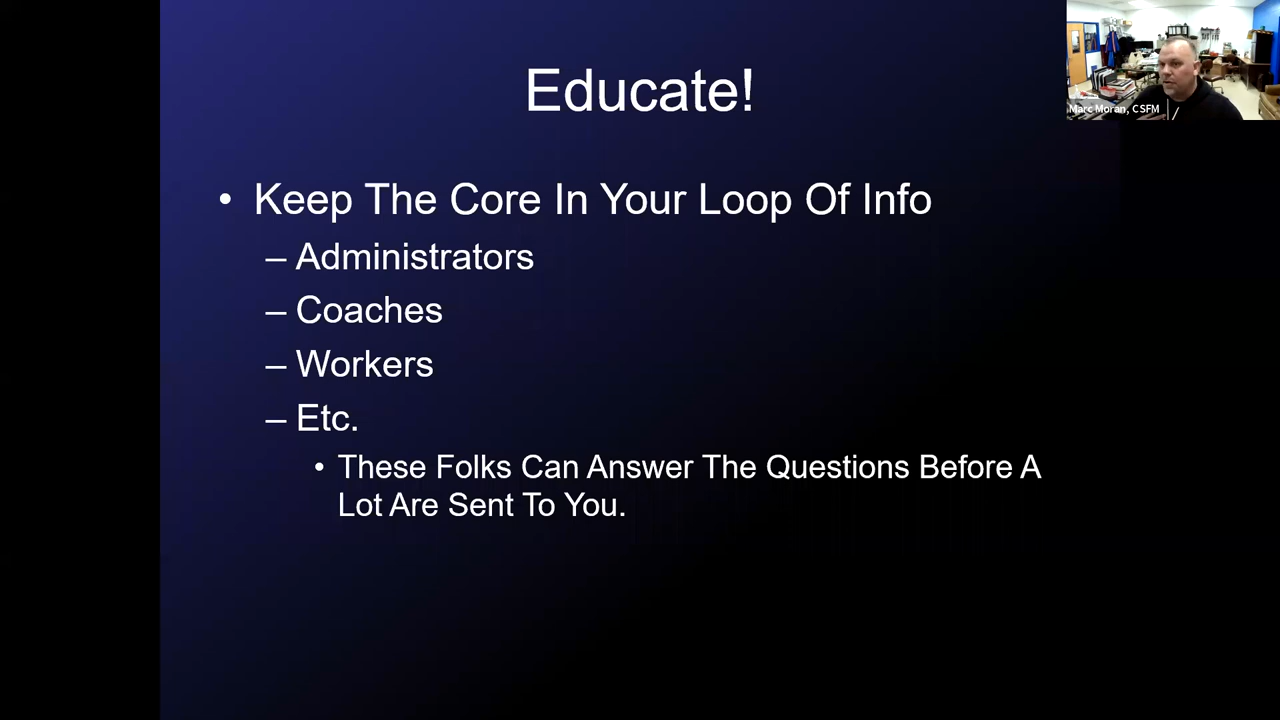 Educate!
Marc Moran, CSFM
• Keep The Core In Your Loop Of Info
– Administrators
– Coaches
– Workers
– Etc.
• These Folks Can Answer The Questions Before A
Lot Are Sent To You.